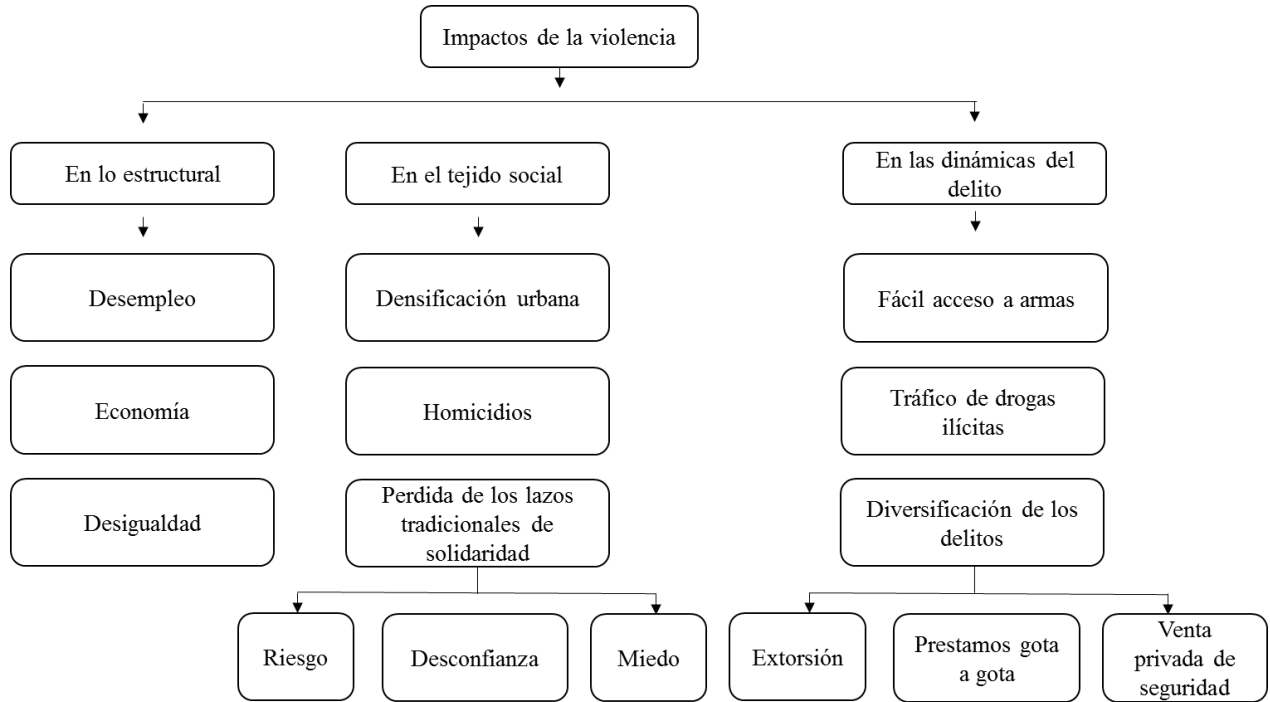 Impactos de la violencia
En lo estructural
En el tejido social
En las dinámicas del
delito
Desempleo
Densificación urbana
Fácil acceso a armas
Economía
Homicidios
Tráfico de drogas
ilícitas
Desigualdad
Perdida de los lazos
tradicionales de
solidaridad
Diversificación de los
delitos
Riesgo
Desconfianza
Miedo
Extorsión
Prestamos gota
a gota
Venta
privada de
seguridad